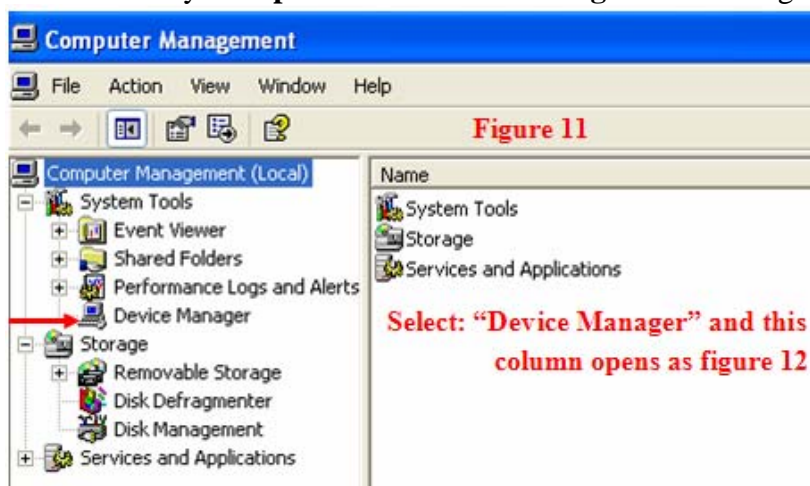 Computer Management
File Action View Window Help
Figure 11
Computer Management (Local)
System Tools
Event Viewer
Shared Folders
Performance Logs and Alerts
Device Manager
Storage
Removable Storage
Disk Defragmenter
Disk Management
Services and Applications
Name
System Tools
Storage
Services and Applications
Select: “Device Manager” and this
column opens as figure 12